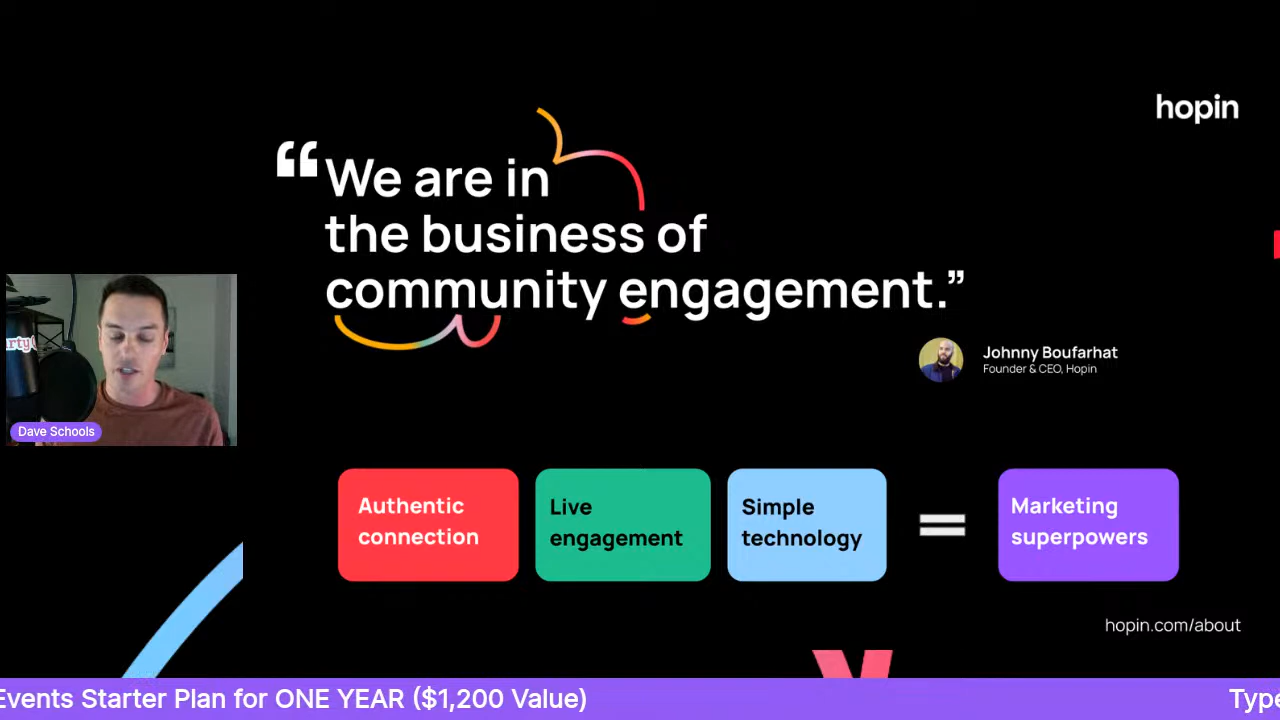 hopin
“We are in
the business of
community engagement.”
Johnny Boufarhat
Founder & CEO, Hopin
Dave Schools
Authentic
connection
Live
engagement
Simple
technology
=
Marketing
superpowers
hopin.com/about
Events Starter Plan for ONE YEAR ($1,200 Value)
Type